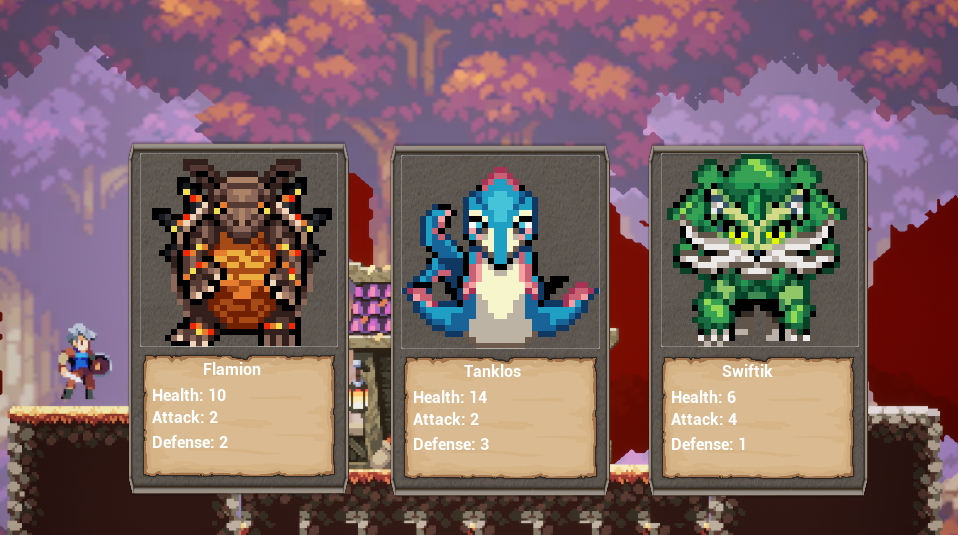 Flamion
Health: 10
Attack: 2
Defense: 2
Tanklos
Health: 14
Attack: 2
Defense: 3
Swiftik
Health: 6
Attack: 4
Defense: 1